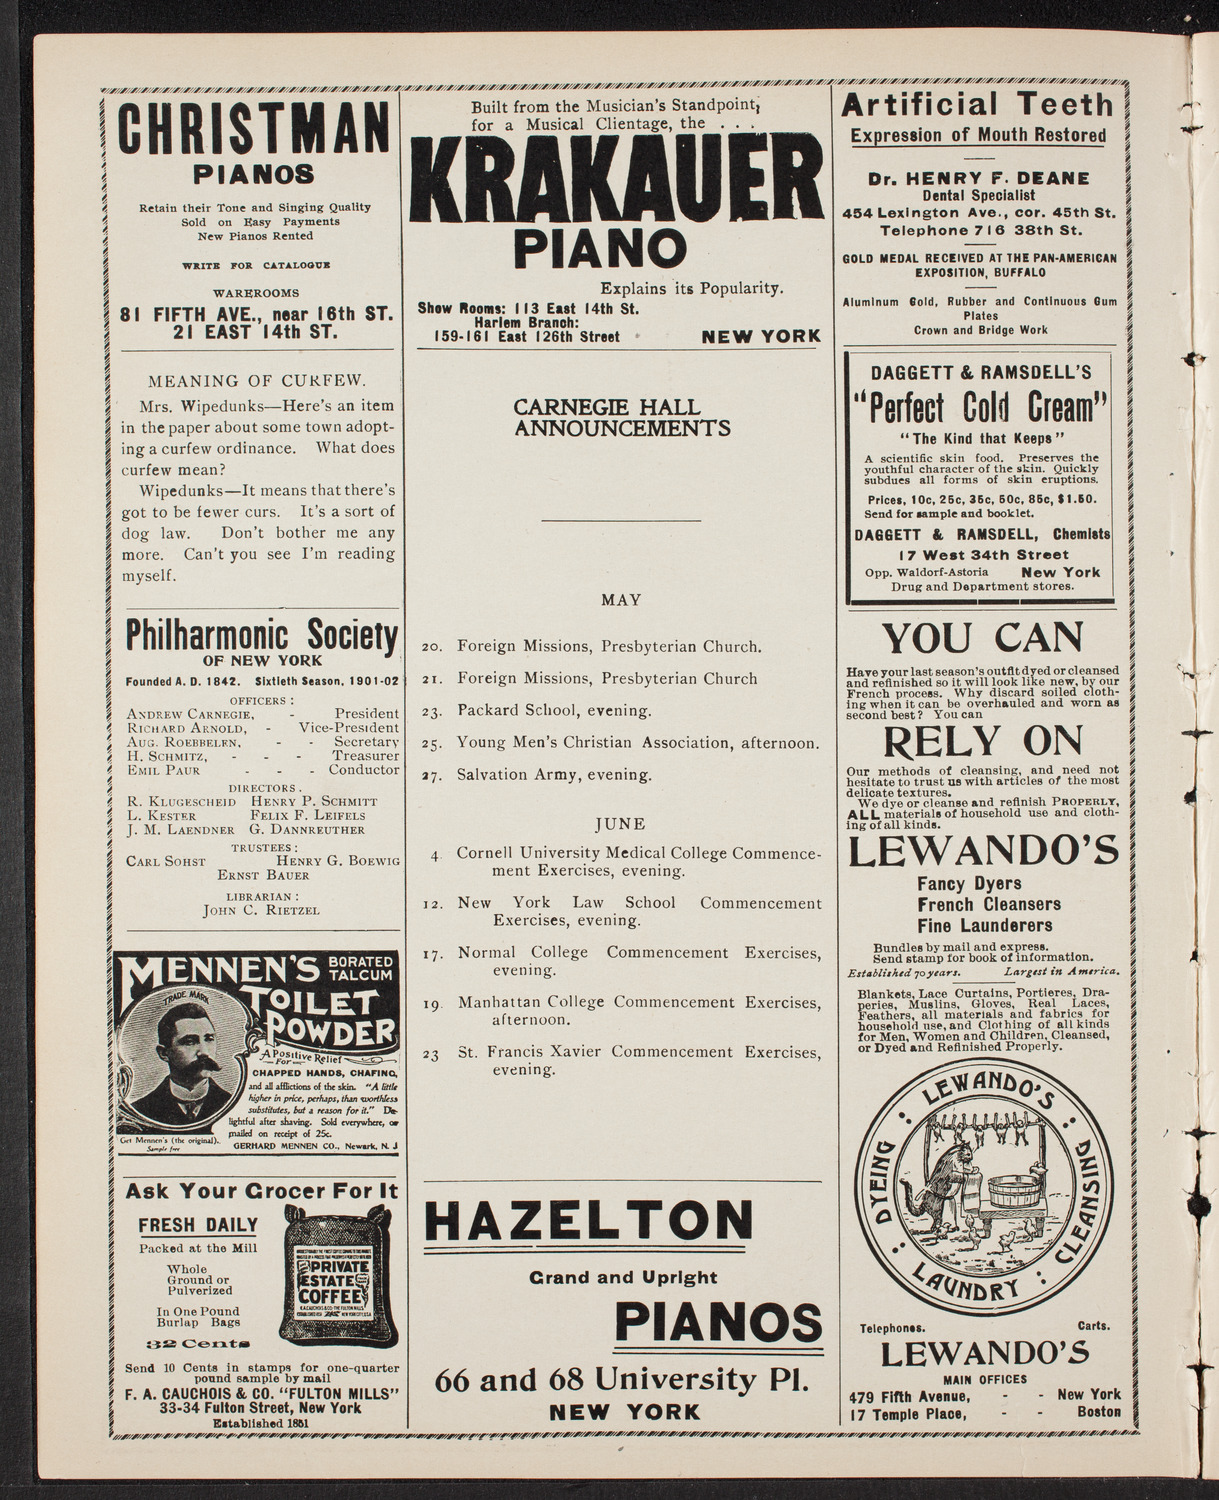 CHRISTMAN
PIANOS
Retain their Tone and Singing Quality
Sold on Easy Payments
New Pianos Rented
WRITE FOR CATALOGUE
WAREROOMS
81 FIFTH AVE., near 16th ST.
21 EAST 14th ST.
MEANING OF CURFEW.
Mrs. Wipedunks—Here's an item
in the paper about some town adopt-
ing a curfew ordinance. What does
curfew mean?
Wipedunks—It means that there's
got to be fewer curs. It's a sort of
dog law. Don't bother me any
more. Can't you see I'm reading
myself.
Philharmonic Society
OF NEW YORK
Founded A. D. 1842. Sixtieth Season, 1901-02
OFFICERS:
ANDREW CARNEGIE, - President
RICHARD ARNOLD, - Vice-President
AUG. ROEBBELEN, - - Secretary
H. SCHMITZ, - - - Treasurer
EMIL PAUR - - - Conductor
DIRECTORS.
R. KLUGESCHEID HENRY P. SCHMITT
L. KESTER FELIX F. LEIFELS
J. M. LAENDNER G. DANNREUTHER
TRUSTEES:
CARL SOHST HENRY G. BOEWIG
ERNST BAUER
LIBRARIAN:
JOHN C. RIETZEL
MENNEN'S BORATED
TALCUM
TOILET
POWDER
TRADE MARK
A Positive Relief
For
CHAPPED HANDS, CHAFING,
and all afflictions of the skin. "A little
higher in price, perhaps, than worthless
substitutes, but a reason for it." De-
lightful after shaving. Sold everywhere, or
mailed on receipt of 25c.
Get Mennen's (the original).
Sample free
GERHARD MENNEN CO., Newark, N. J
Ask Your Grocer For It
FRESH DAILY
Packed at the Mill
Whole
Ground or
Pulverized
In One Pound
Burlap Bags
32 Cents
PRIVATE
ESTATE
COFFEE
Send 10 Cents in stamps for one-quarter
pound sample by mail
F. A. CAUCHOIS & CO. "FULTON MILLS"
33-34 Fulton Street, New York
Established 1851
Built from the Musician's Standpoint,
for a Musical Clientage, the . . .
KRAKAUER
PIANO
Explains its Popularity.
Show Rooms: 113 East 14th St.
Harlem Branch:
159-161 East 126th Street NEW YORK
CARNEGIE HALL
ANNOUNCEMENTS
MAY
20. Foreign Missions, Presbyterian Church.
21. Foreign Missions, Presbyterian Church
23. Packard School, evening.
25. Young Men's Christian Association, afternoon.
27. Salvation Army, evening.
JUNE
4 Cornell University Medical College Commence-
ment Exercises, evening.
12. New York Law School Commencement
Exercises, evening.
17. Normal College Commencement Exercises,
evening.
19. Manhattan College Commencement Exercises,
afternoon.
23 St. Francis Xavier Commencement Exercises,
evening.
HAZELTON
Grand and Upright
PIANOS
66 and 68 University Pl.
NEW YORK
Artificial Teeth
Expression of Mouth Restored
Dr. HENRY F. DEANE
Dental Specialist
454 Lexington Ave., cor. 45th St.
Telephone 716 38th St.
GOLD MEDAL RECEIVED AT THE PAN-AMERICAN
EXPOSITION, BUFFALO
Aluminum Gold, Rubber and Continuous Gum
Plates
Crown and Bridge Work
DAGGETT & RAMSDELL'S
"Perfect Cold Cream"
"The Kind that Keeps"
A scientific skin food. Preserves the
youthful character of the skin. Quickly
subdues all forms of skin eruptions.
Prices, 10c, 25c, 35c, 50c, 85c, $1.50.
Send for sample and booklet.
DAGGETT & RAMSDELL, Chemists
17 West 34th Street
Opp. Waldorf-Astoria New York
Drug and Department stores.
YOU CAN
Have your last season's outfit dyed or cleansed
and refinished so it will look like new, by our
French process. Why discard soiled cloth-
ing when it can be overhauled and worn as
second best? You can
RELY ON
Our methods of cleansing, and need not
hesitate to trust us with articles of the most
delicate textures.
We dye or cleanse and refinish PROPERLY,
ALL materials of household use and cloth-
ing of all kinds.
LEWANDO'S
Fancy Dyers
French Cleansers
Fine Launderers
Bundles by mail and express.
Send stamp for book of information.
Established 70 years. Largest in America.
Blankets, Lace Curtains, Portieres, Dra-
peries, Muslins, Gloves, Real Laces,
Feathers, all materials and fabrics for
household use, and Clothing of all kinds
for Men, Women and Children, Cleansed,
or Dyed and Refinished Properly.
LEWANDO'S : CLEANSING : LAUNDRY : DYEING :
Telephones. Carts.
LEWANDO'S
MAIN OFFICES
479 Fifth Avenue, - - New York
17 Temple Place, - - Boston